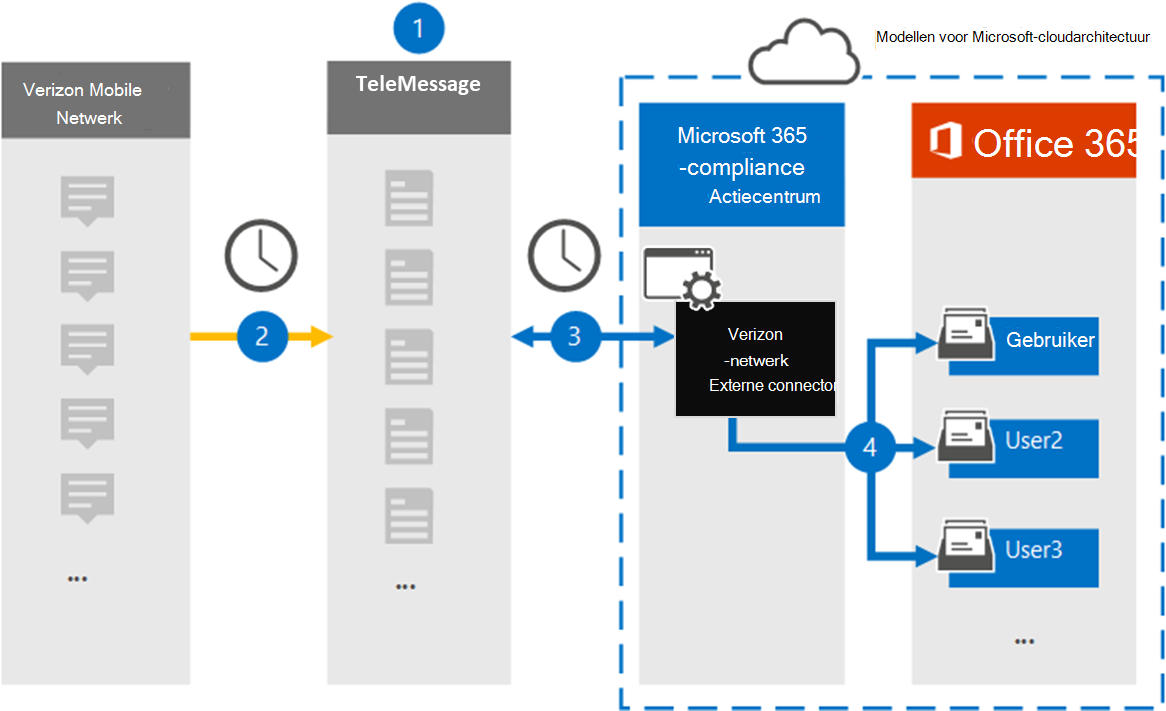 1
Modellen voor Microsoft-cloudarchitectuur
Verizon Mobile
Netwerk
TeleMessage
Microsoft 365
-compliance
Actiecentrum
Office 365
2
3
Verizon
-netwerk
Externe connector
4
Gebruiker
User2
User3
...
...
...